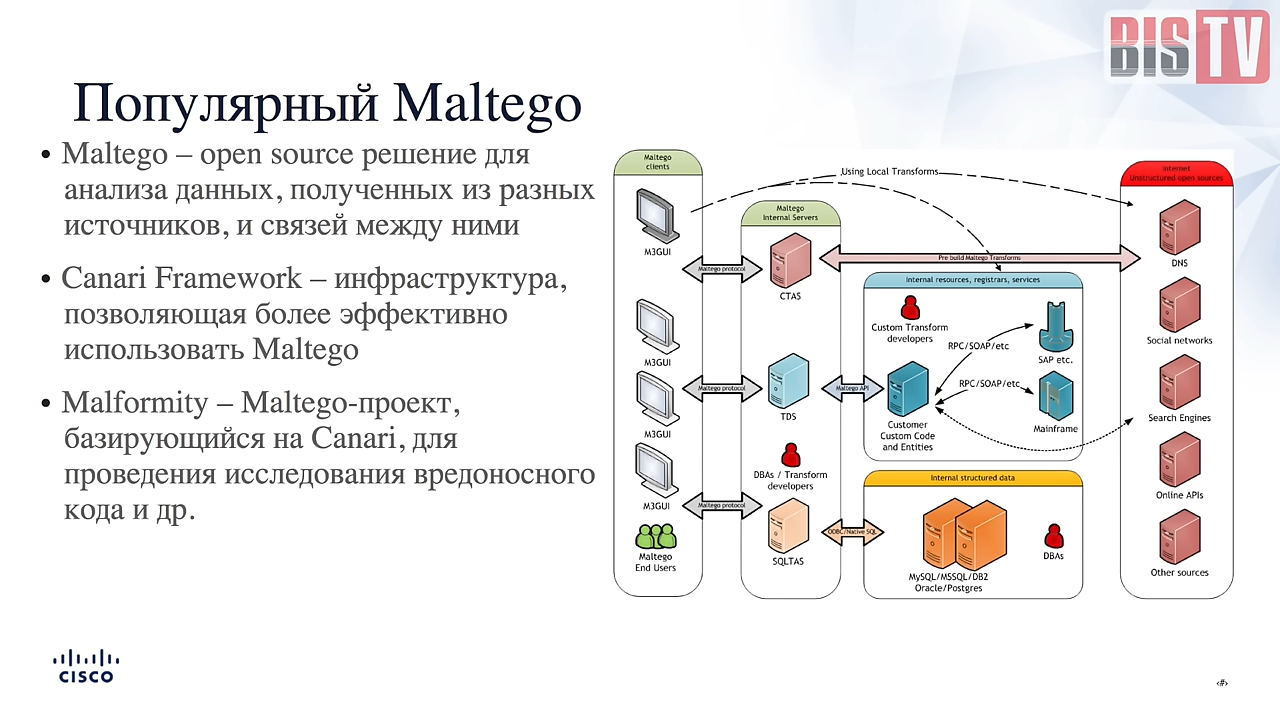 BISTV
Популярный Maltego
• Maltego – open source решение для
анализа данных, полученных из разных
источников, и связей между ними
• Canari Framework – инфраструктура,
позволяющая более эффективно
использовать Maltego
• Malformity – Maltego-проект,
базирующийся на Canari, для
проведения исследования вредоносного
кода и др.
Maltego
clients
M3GUI
M3GUI
M3GUI
M3GUI
Maltego
End Users
Using Local Transforms
Maltego
Internal Servers
Maltego protocol
CTAS
Pre build Maltego Transforms
Maltego protocol
TDS
Maltego API
DBAs / Transform
developers
Maltego protocol
SQLTAS
ODBC/Native SQL
Internal resources, registrars, services
Custom Transform
developers
RPC/SOAP/etc
SAP etc.
RPC/SOAP/etc
Mainframe
Customer
Custom Code
and Entities
Internal structured data
MySQL/MSSQL/DB2
Oracle/Postgres
DBAs
Internet
Unstructured open sources
DNS
Social networks
Search Engines
Online APIs
Other sources
CISCO
‹#›